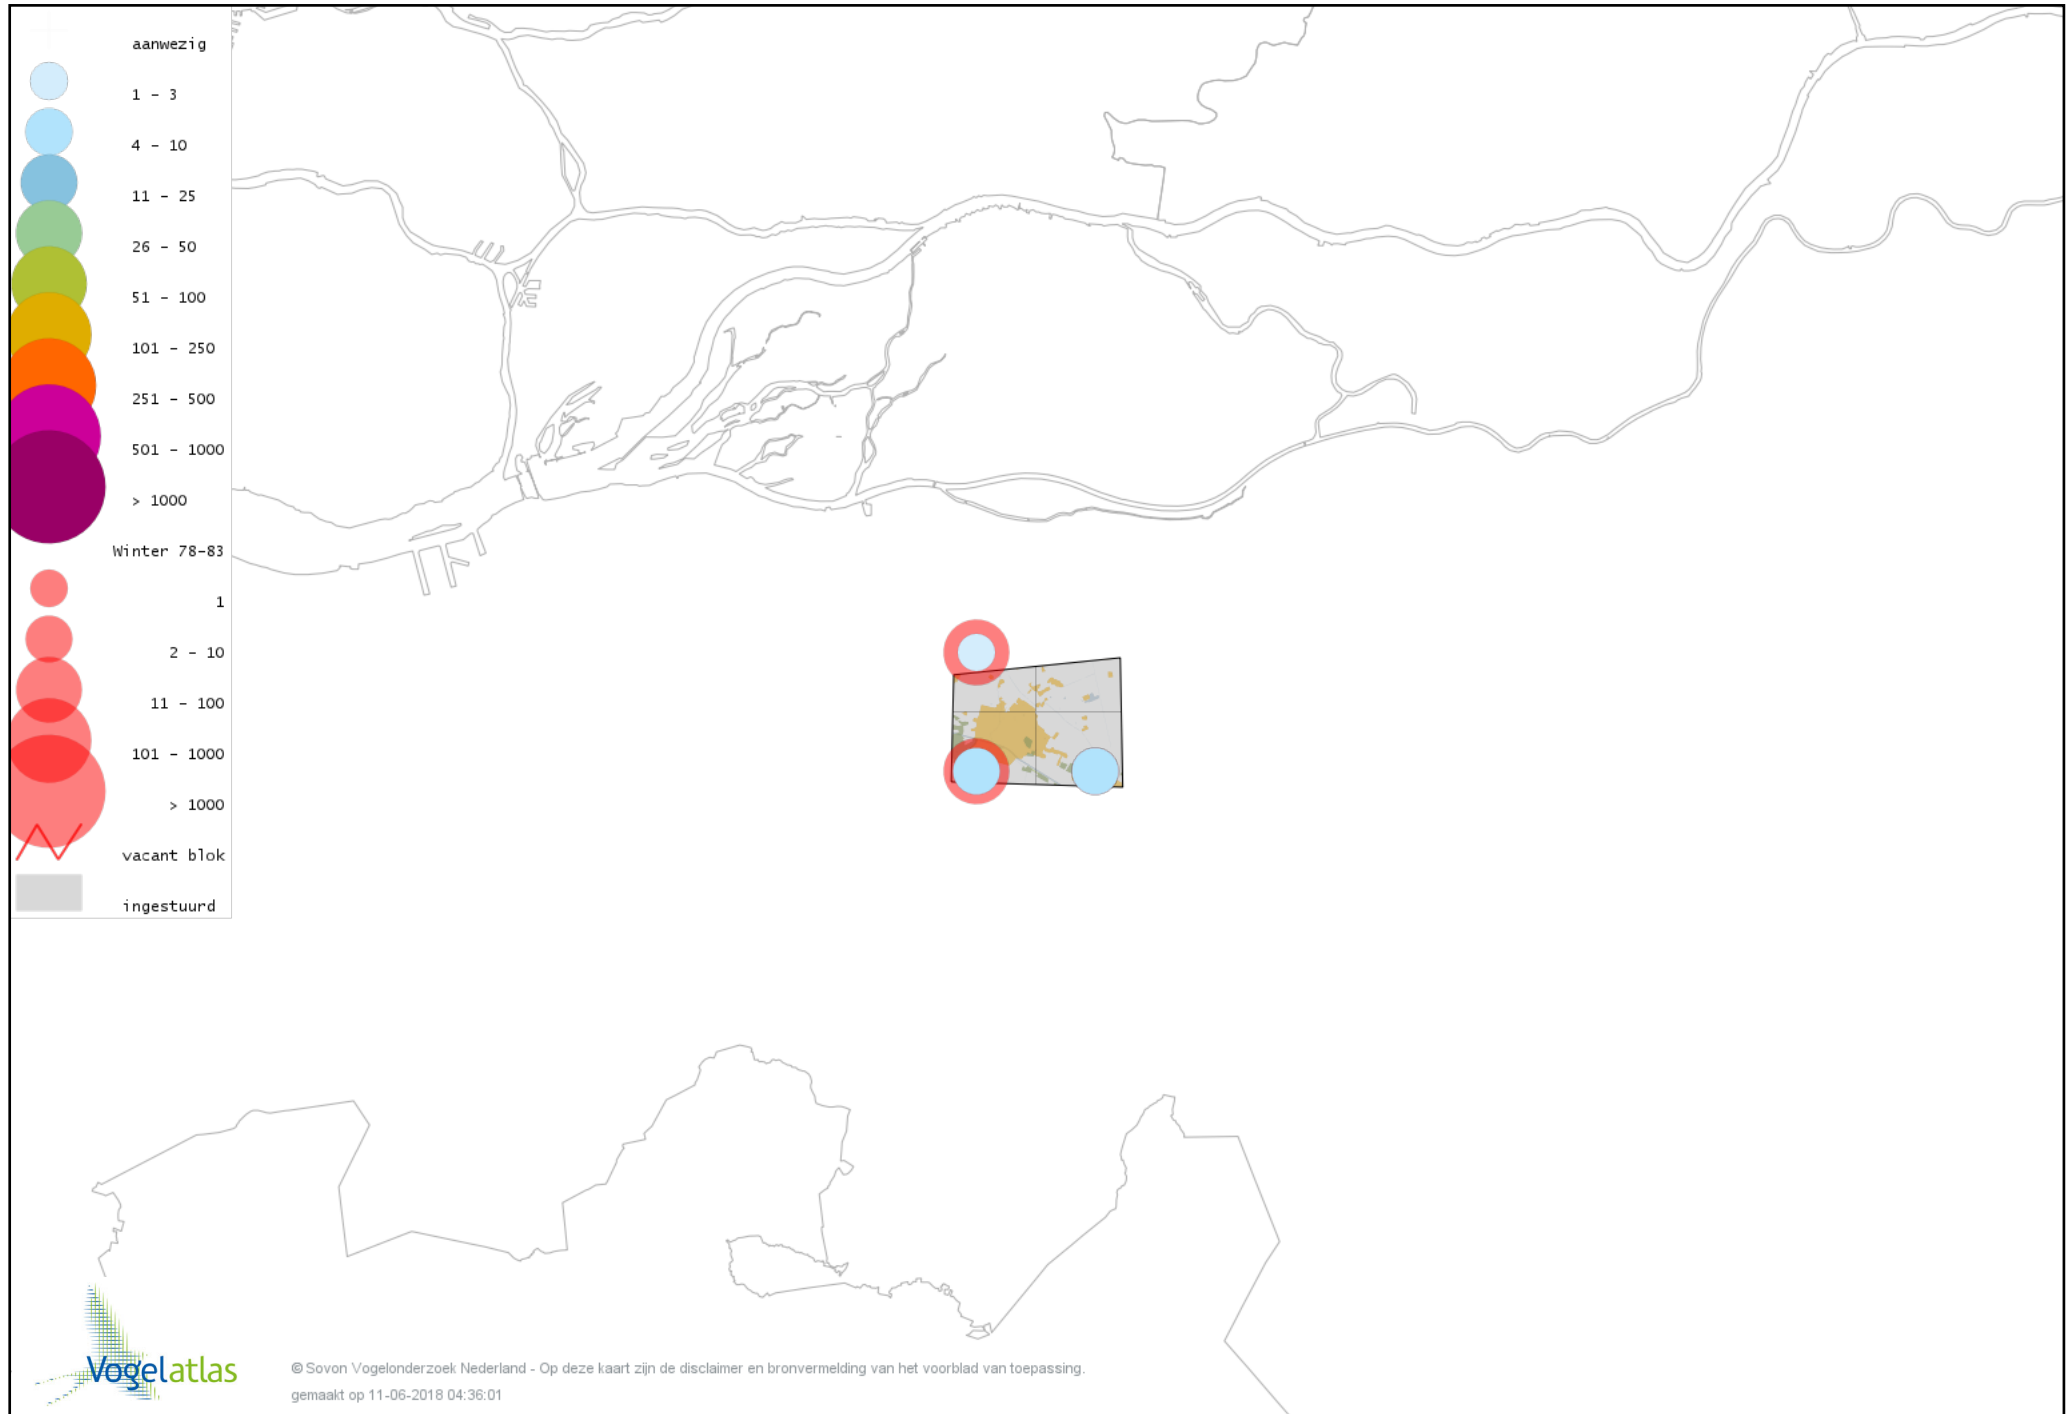 aanwezig
1 – 3
4 – 10
11 – 25
26 – 50
51 – 100
101 – 250
251 – 500
501 – 1000
> 1000
Winter 78-83
1
2 – 10
11 – 100
101 – 1000
> 1000
vacant blok
ingestuurd
Vogelatlas
© Sovon Vogelonderzoek Nederland - Op deze kaart zijn de disclaimer en bronvermelding van het voorblad van toepassing.
gemaakt op 11-06-2018 04:36:01